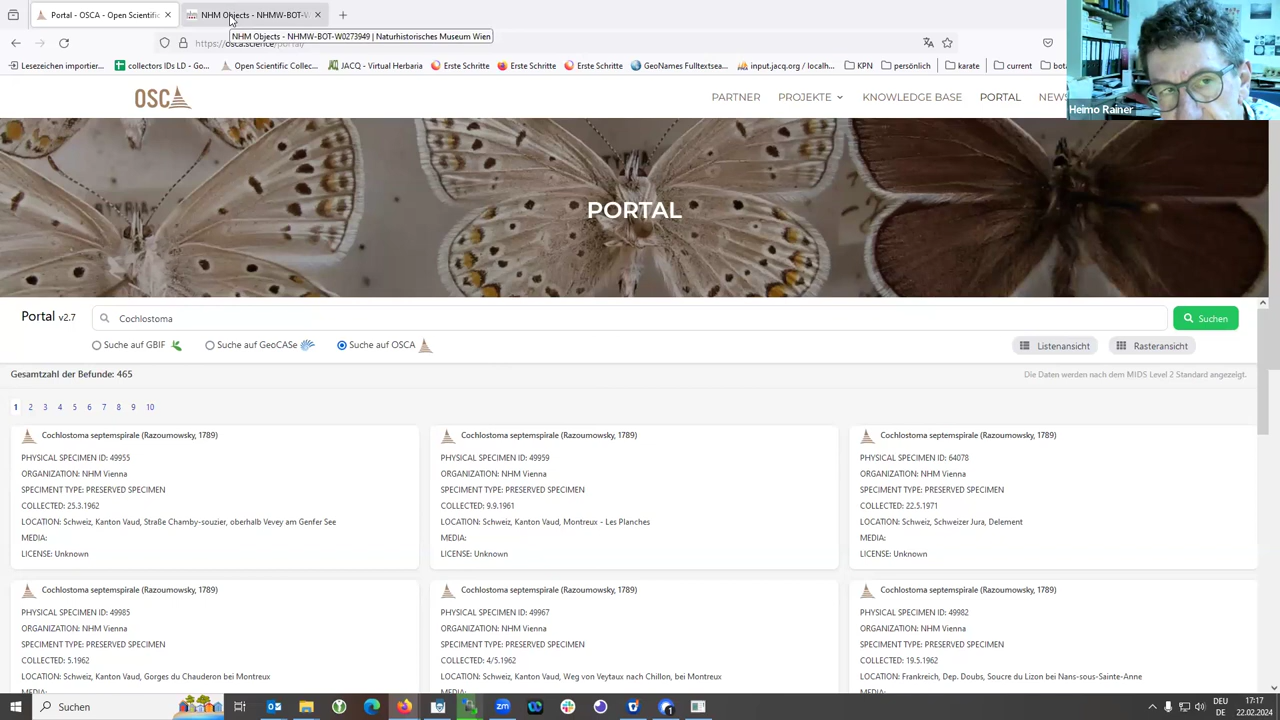 Portal - OSCA - Open Scientific
NHM Objects - NHMW-BOT-W
NHM Objects - NHMW-BOT-W0273949 | Naturhistorisches Museum Wien
https://osca.science/portal/
Lesezeichen importier...
collectors IDs LD - Go...
Open Scientific Collec...
JACQ - Virtual Herbaria
Erste Schritte
Erste Schritte
Erste Schritte
GeoNames Fulltextsea...
input.jacq.org / localh...
KPN
persönlich
karate
current
Heimo Rainer
OSCA
PARTNER
PROJEKTE
KNOWLEDGE BASE
PORTAL
NEWS
PORTAL
Portal v2.7
Cochlostoma
Suchen
Suche auf GBIF
Suche auf GeoCASe
Suche auf OSCA
Listenansicht
Rasteransicht
Gesamtzahl der Befunde: 465
Die Daten werden nach dem MIDS Level 2 Standard angezeigt.
1 2 3 4 5 6 7 8 9 10
Cochlostoma septemspirale (Razoumowsky, 1789)
PHYSICAL SPECIMEN ID: 49955
ORGANIZATION: NHM Vienna
SPECIMENT TYPE: PRESERVED SPECIMEN
COLLECTED: 25.3.1962
LOCATION: Schweiz, Kanton Vaud, Straße Chamby-souzier, oberhalb Vevey am Genfer See
MEDIA:
LICENSE: Unknown
Cochlostoma septemspirale (Razoumowsky, 1789)
PHYSICAL SPECIMEN ID: 49959
ORGANIZATION: NHM Vienna
SPECIMENT TYPE: PRESERVED SPECIMEN
COLLECTED: 9.9.1961
LOCATION: Schweiz, Kanton Vaud, Montreux - Les Planches
MEDIA:
LICENSE: Unknown
Cochlostoma septemspirale (Razoumowsky, 1789)
PHYSICAL SPECIMEN ID: 64078
ORGANIZATION: NHM Vienna
SPECIMENT TYPE: PRESERVED SPECIMEN
COLLECTED: 22.5.1971
LOCATION: Schweiz, Schweizer Jura, Delement
MEDIA:
LICENSE: Unknown
Cochlostoma septemspirale (Razoumowsky, 1789)
PHYSICAL SPECIMEN ID: 49985
ORGANIZATION: NHM Vienna
SPECIMENT TYPE: PRESERVED SPECIMEN
COLLECTED: 5.1962
LOCATION: Schweiz, Kanton Vaud, Gorges du Chauderon bei Montreux
MEDIA:
Cochlostoma septemspirale (Razoumowsky, 1789)
PHYSICAL SPECIMEN ID: 49967
ORGANIZATION: NHM Vienna
SPECIMENT TYPE: PRESERVED SPECIMEN
COLLECTED: 4/5.1962
LOCATION: Schweiz, Kanton Vaud, Weg von Veytaux nach Chillon, bei Montreux
MEDIA:
Cochlostoma septemspirale (Razoumowsky, 1789)
PHYSICAL SPECIMEN ID: 49982
ORGANIZATION: NHM Vienna
SPECIMENT TYPE: PRESERVED SPECIMEN
COLLECTED: 19.5.1962
LOCATION: Frankreich, Dep. Doubs, Soucre du Lizon bei Nans-sous-Sainte-Anne
MEDIA:
Suchen
DEU
DE
17:17
22.02.2024